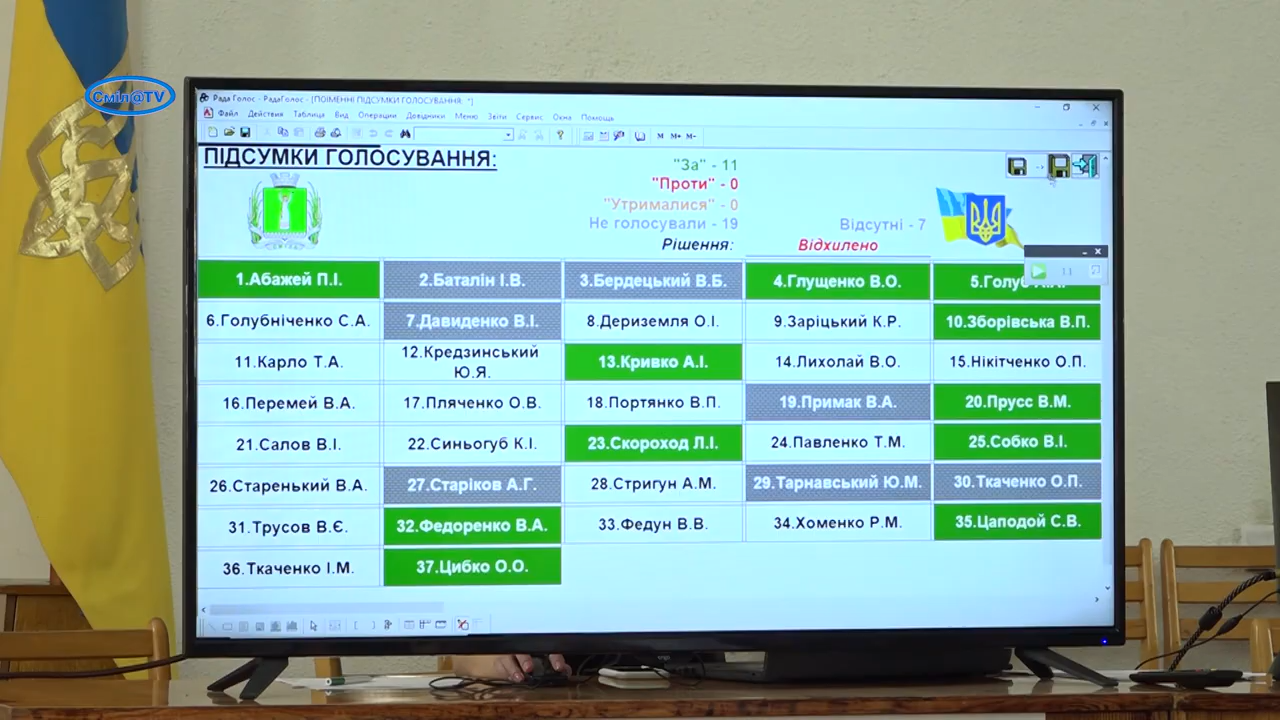 Сміл@TV
Рада Голос - РадаГолос - [ПОІМЕННІ ПІДСУМКИ ГОЛОСУВАННЯ: *]
Файл Действия Таблица Вид Операции Довідники Меню Звіти Сервис Окна Помощь
M M+ M-
ПІДСУМКИ ГОЛОСУВАННЯ:
"За" - 11
"Проти" - 0
"Утрималися" - 0
Не голосували - 19 Відсутні - 7
Рішення: Відхилено
11
1.Абажей П.І. 2.Баталін І.В. 3.Бердецький В.Б. 4.Глущенко В.О. 5.Голуб
6.Голубніченко С.А. 7.Давиденко В.І. 8.Дериземля О.І. 9.Заріцький К.Р. 10.Зборівська В.П.
11.Карло Т.А. 12.Кредзинський Ю.Я. 13.Кривко А.І. 14.Лихолай В.О. 15.Нікітченко О.П.
16.Перемей В.А. 17.Пляченко О.В. 18.Портянко В.П. 19.Примак В.А. 20.Прусс В.М.
21.Салов В.І. 22.Синьогуб К.І. 23.Скороход Л.І. 24.Павленко Т.М. 25.Собко В.І.
26.Старенький В.А. 27.Старіков А.Г. 28.Стригун А.М. 29.Тарнавський Ю.М. 30.Ткаченко О.П.
31.Трусов В.Є. 32.Федоренко В.А. 33.Федун В.В. 34.Хоменко Р.М. 35.Цаподой С.В.
36.Ткаченко І.М. 37.Цибко О.О.